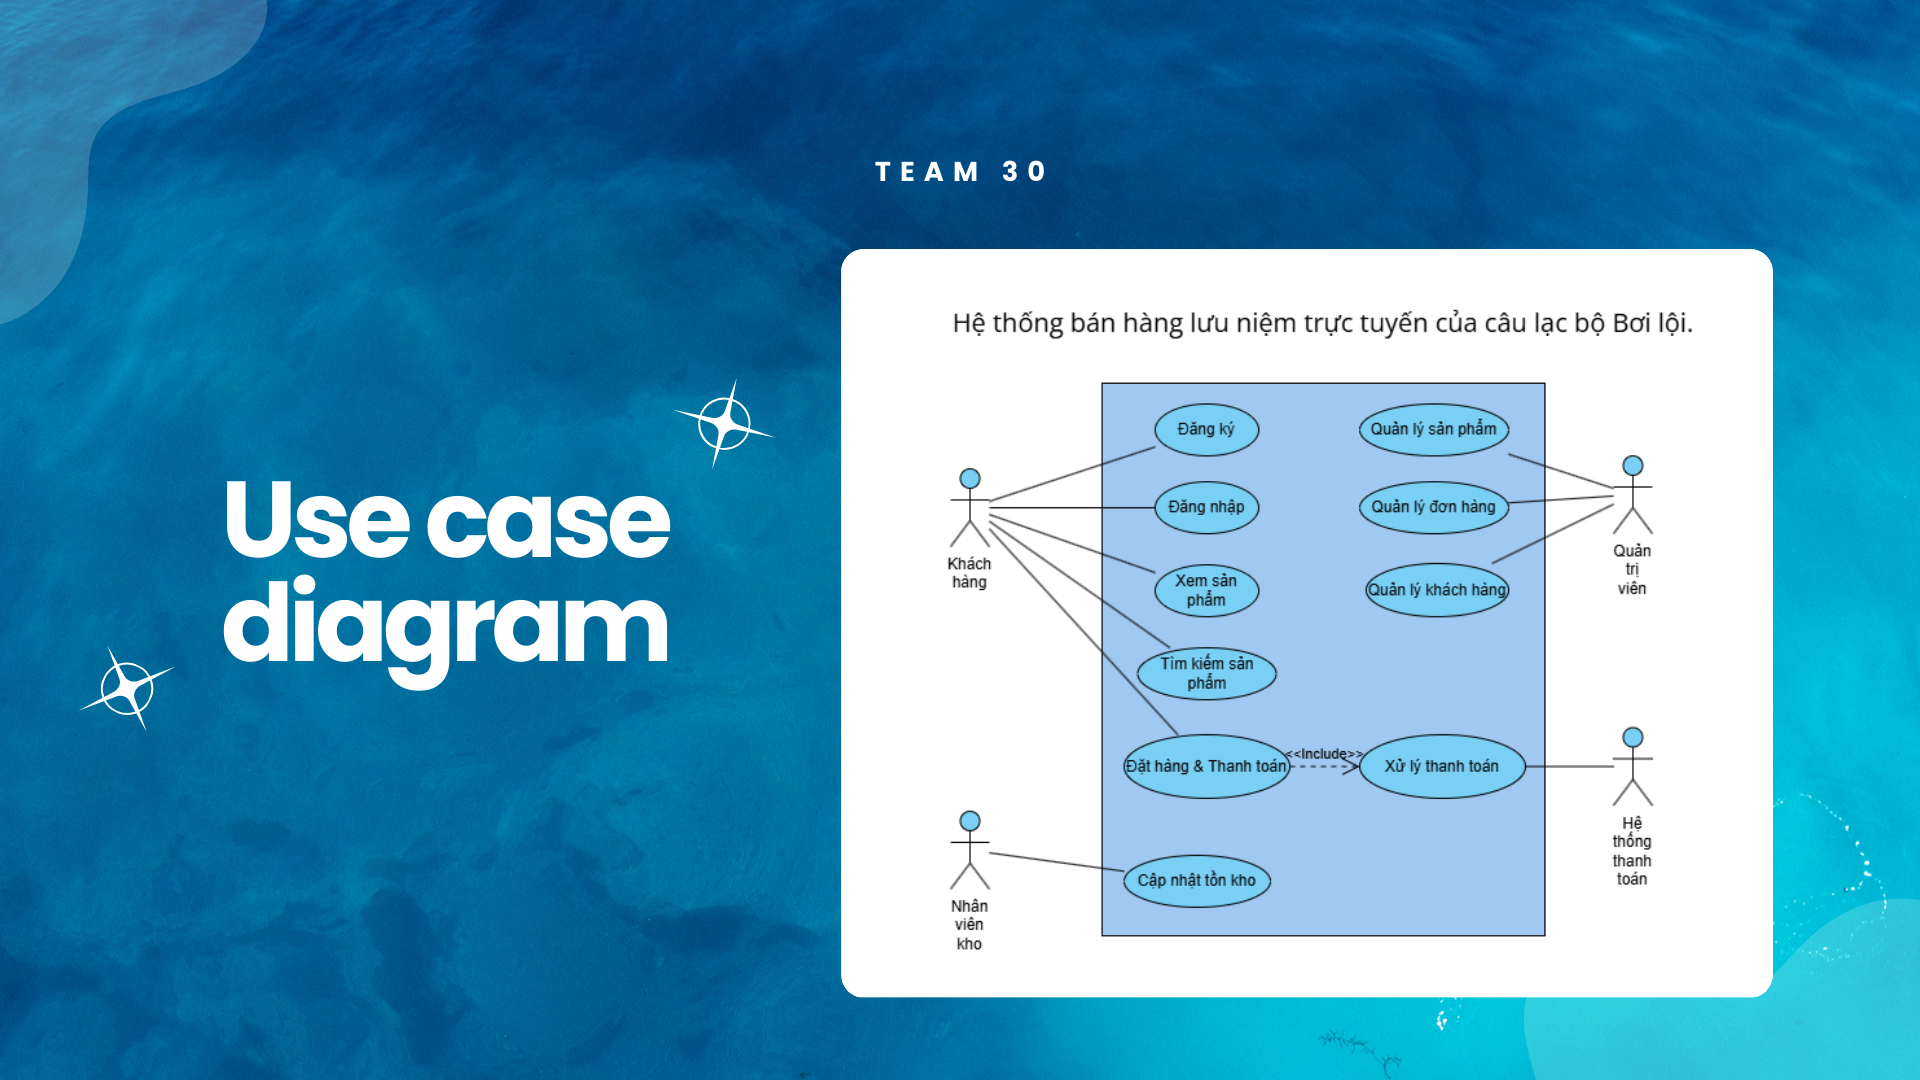 TEAM 30
Use case
diagram
Hệ thống bán hàng lưu niệm trực tuyến của câu lạc bộ Bơi lội.
Đăng ký
Quản lý sản phẩm
Đăng nhập
Quản lý đơn hàng
Khách
hàng
Quản
trị
viên
Xem sản
phẩm
Quản lý khách hàng
Tìm kiếm sản
phẩm
Đặt hàng & Thanh toán
<<Include>>
Xử lý thanh toán
Hệ
thống
thanh
toán
Cập nhật tồn kho
Nhân
viên
kho